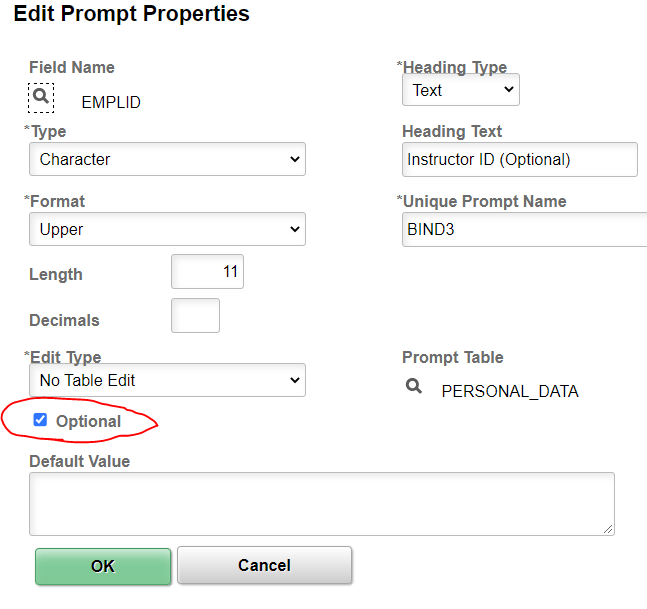 Edit Prompt Properties
Field Name
*Heading Type
EMPLID
Text
*Type
Heading Text
Character
Instructor ID (Optional)
*Format
*Unique Prompt Name
Upper
BIND3
Length
11
Decimals
*Edit Type
Prompt Table
No Table Edit
PERSONAL_DATA
Optional
Default Value
OK
Cancel